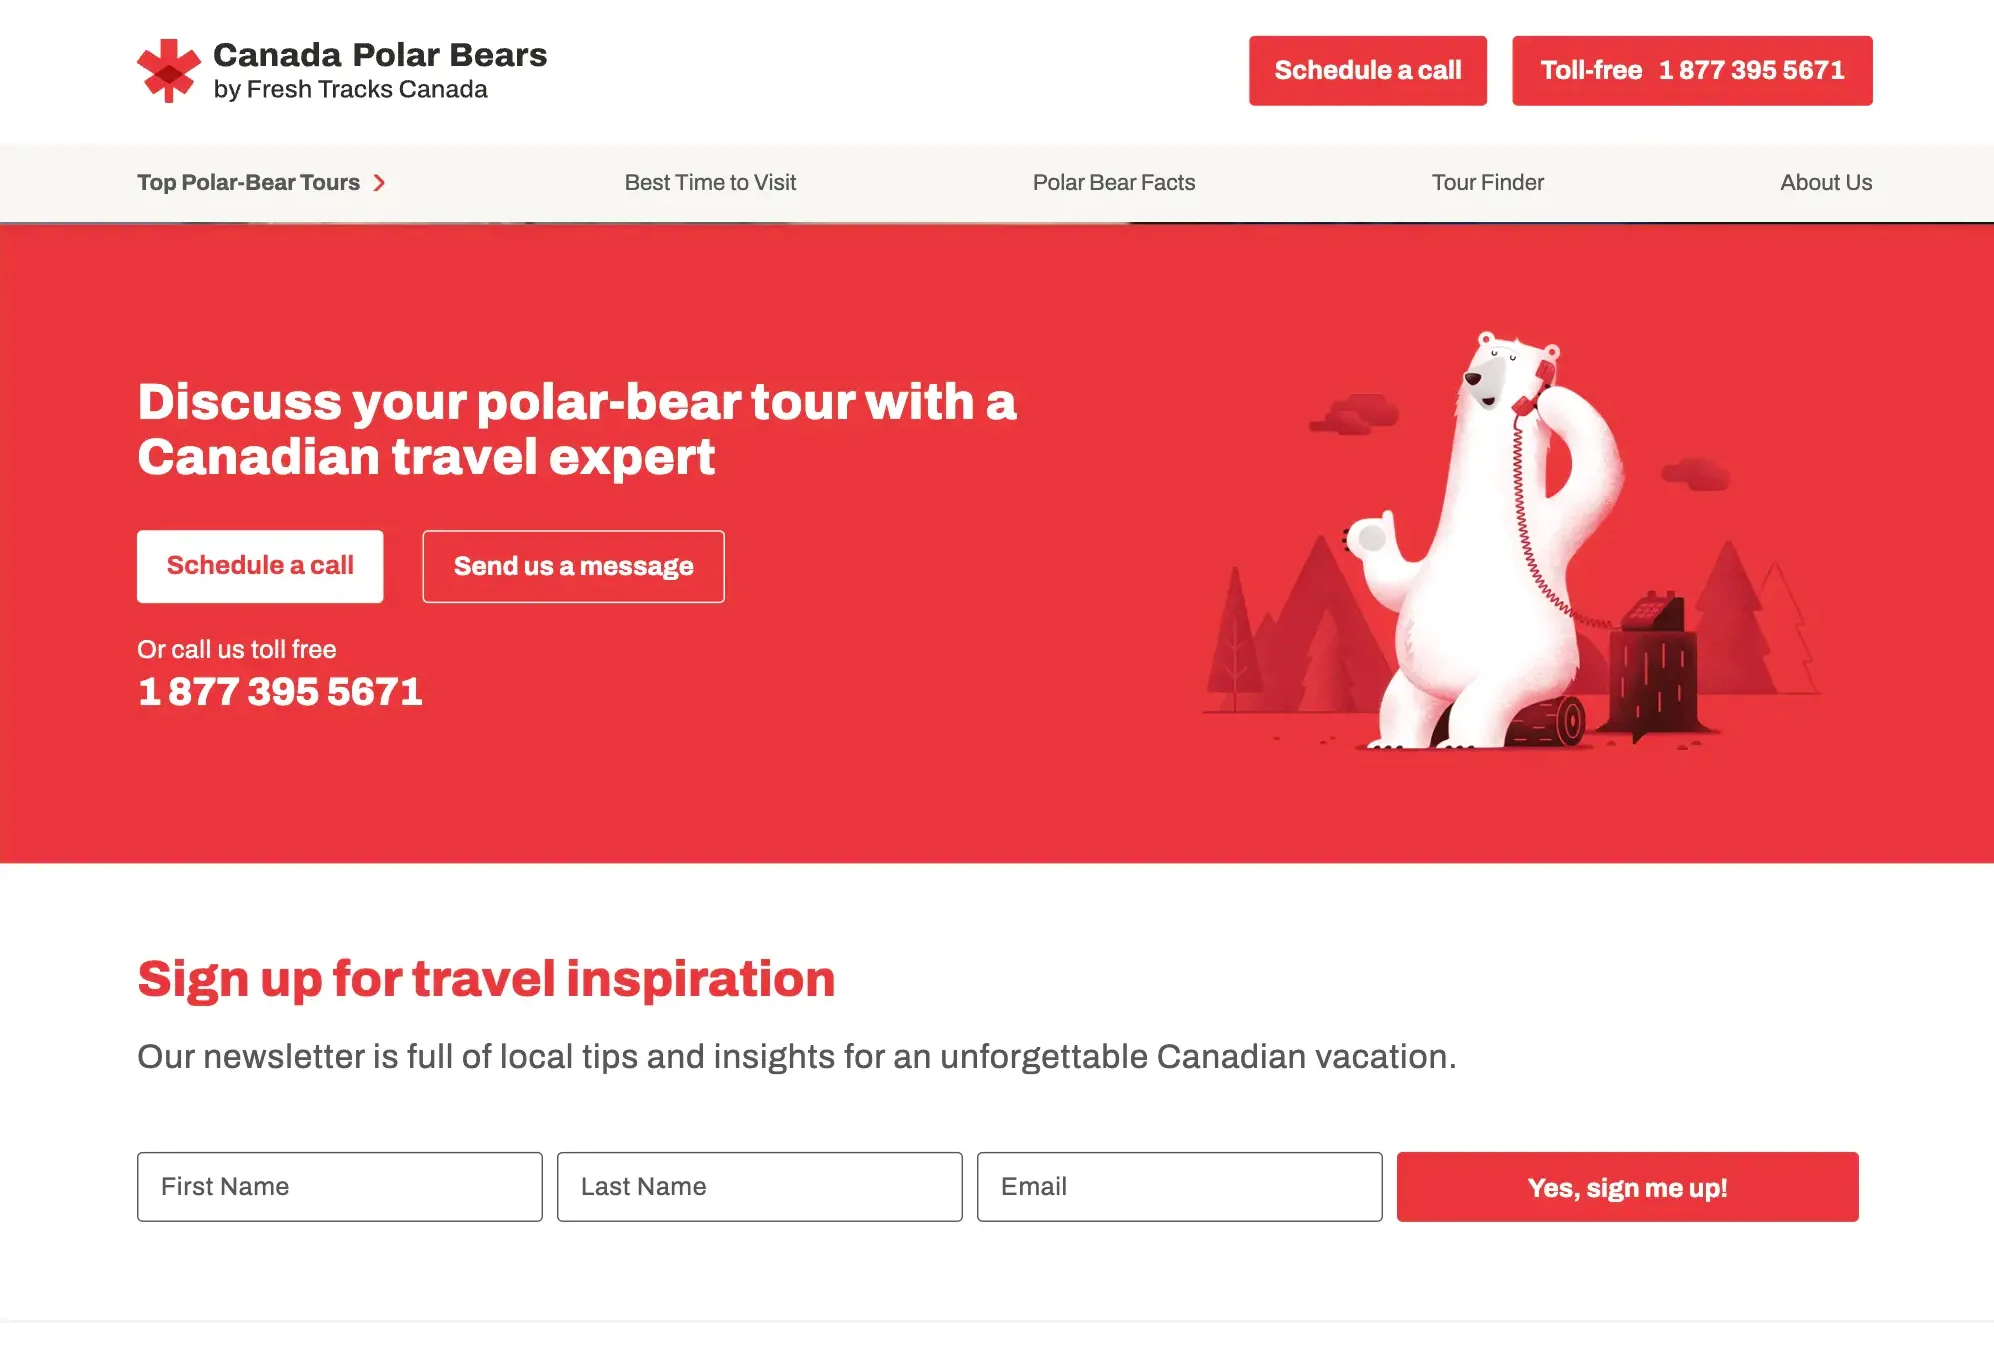 Canada Polar Bears
by Fresh Tracks Canada
Schedule a call
Toll-free 1 877 395 5671
Top Polar-Bear Tours
Best Time to Visit
Polar Bear Facts
Tour Finder
About Us
Discuss your polar-bear tour with a
Canadian travel expert
Schedule a call
Send us a message
Or call us toll free
1 877 395 5671
Sign up for travel inspiration
Our newsletter is full of local tips and insights for an unforgettable Canadian vacation.
First Name
Last Name
Email
Yes, sign me up!